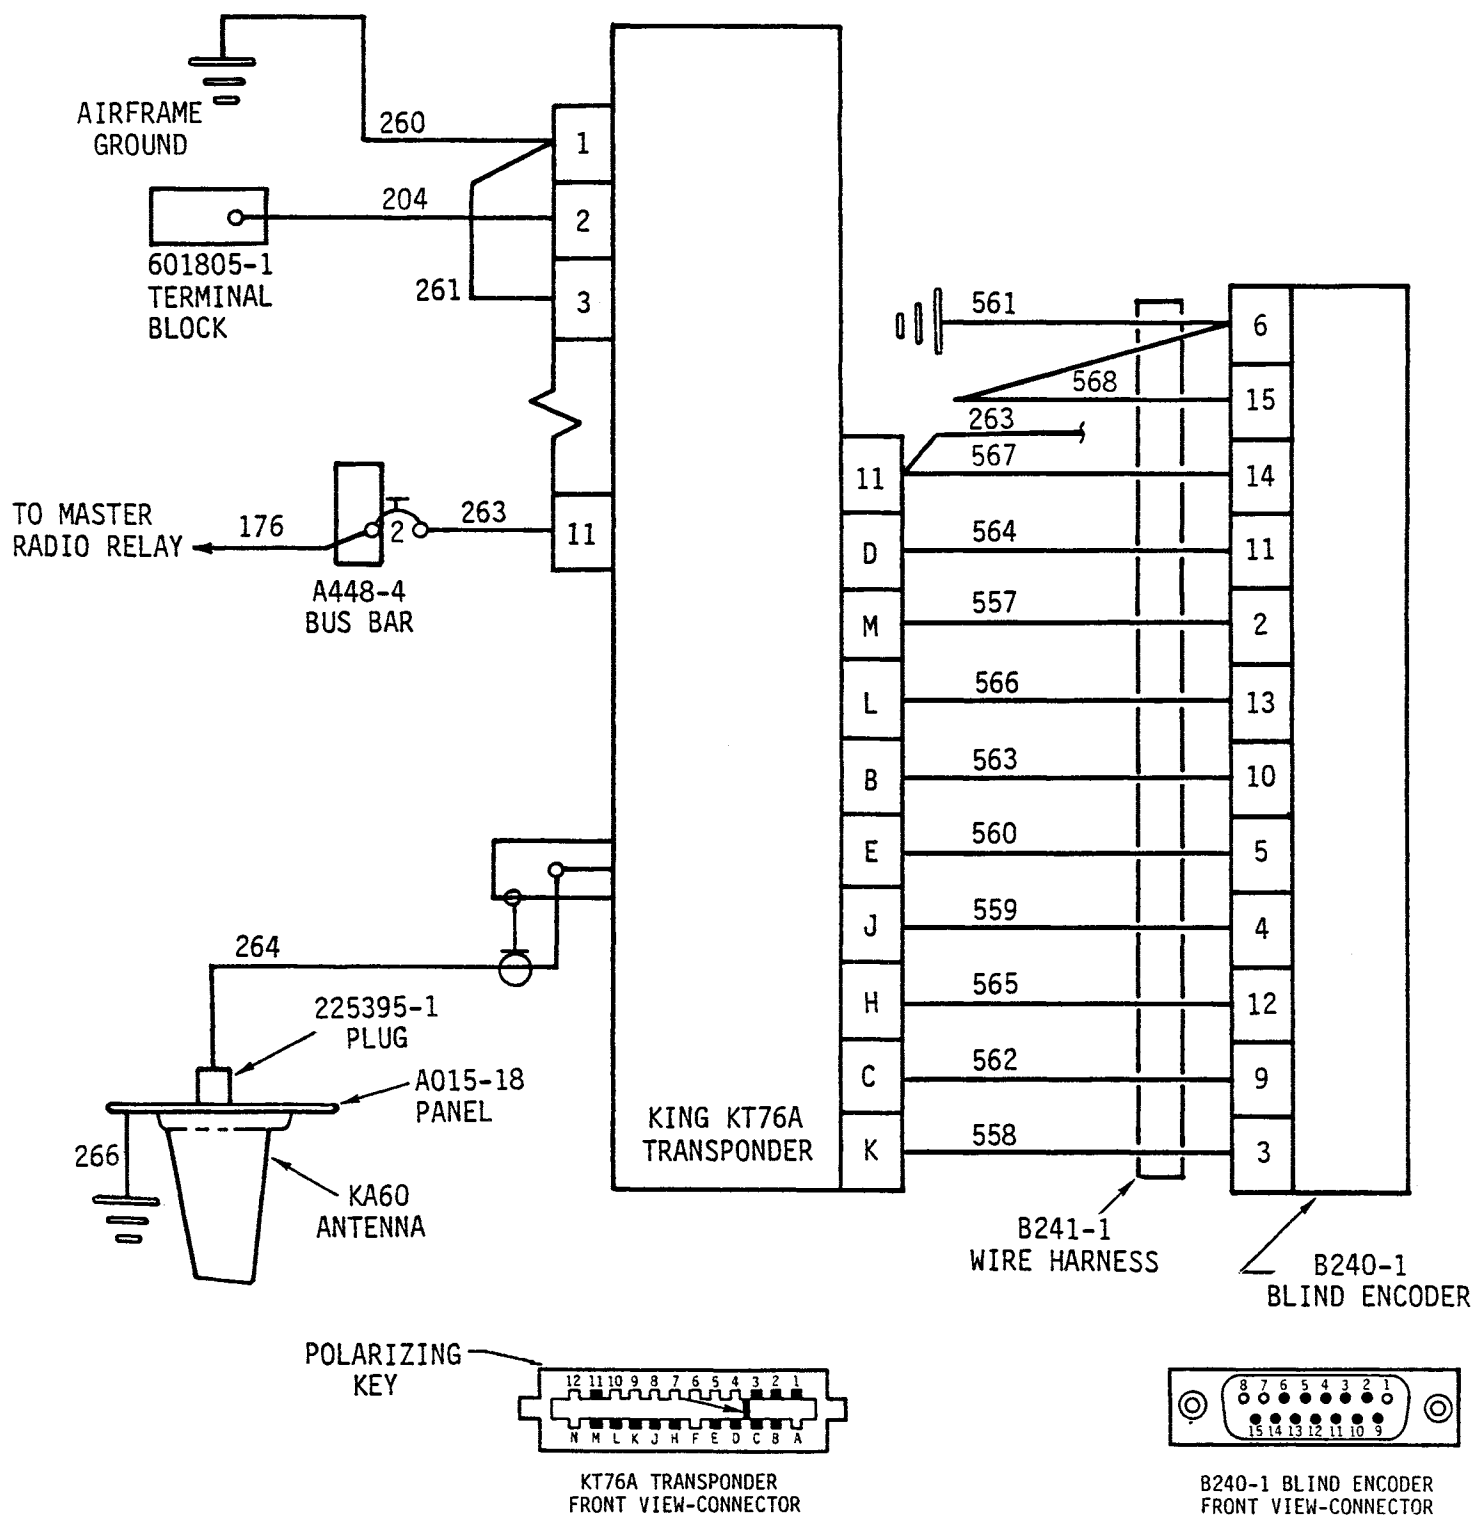 AIRFRAME
GROUND
260
1
204
2
601805-1
TERMINAL
BLOCK
261
3
TO MASTER
RADIO RELAY
176
2
263
11
A448-4
BUS BAR
264
225395-1
PLUG
A015-18
PANEL
266
KA60
ANTENNA
KING KT76A
TRANSPONDER
561
6
568
15
263
11
567
14
D
564
11
M
557
2
L
566
13
B
563
10
E
560
5
J
559
4
H
565
12
C
562
9
K
558
3
B241-1
WIRE HARNESS
B240-1
BLIND ENCODER
POLARIZING
KEY
12 11 10 9 8 7 6 5 4 3 2 1
N M L K J H F E D C B A
KT76A TRANSPONDER
FRONT VIEW-CONNECTOR
8 7 6 5 4 3 2 1
15 14 13 12 11 10 9
B240-1 BLIND ENCODER
FRONT VIEW-CONNECTOR